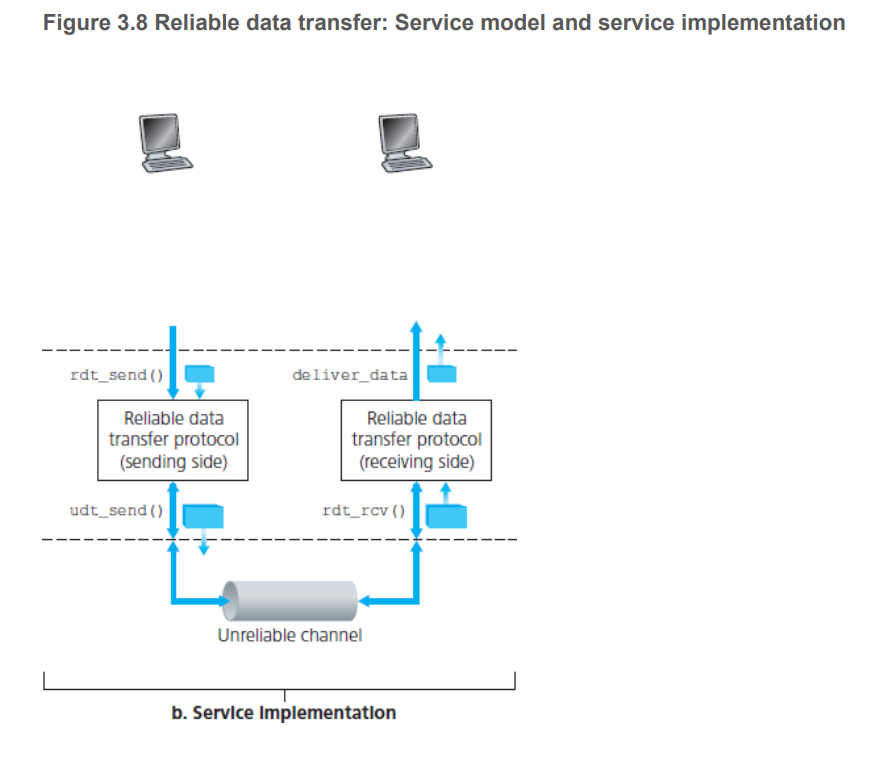 Figure 3.8 Reliable data transfer: Service model and service implementation
rdt_send()
deliver_data
Reliable data
transfer protocol
(sending side)
Reliable data
transfer protocol
(receiving side)
udt_send()
rdt_rcv()
Unreliable channel
b. Service Implementation